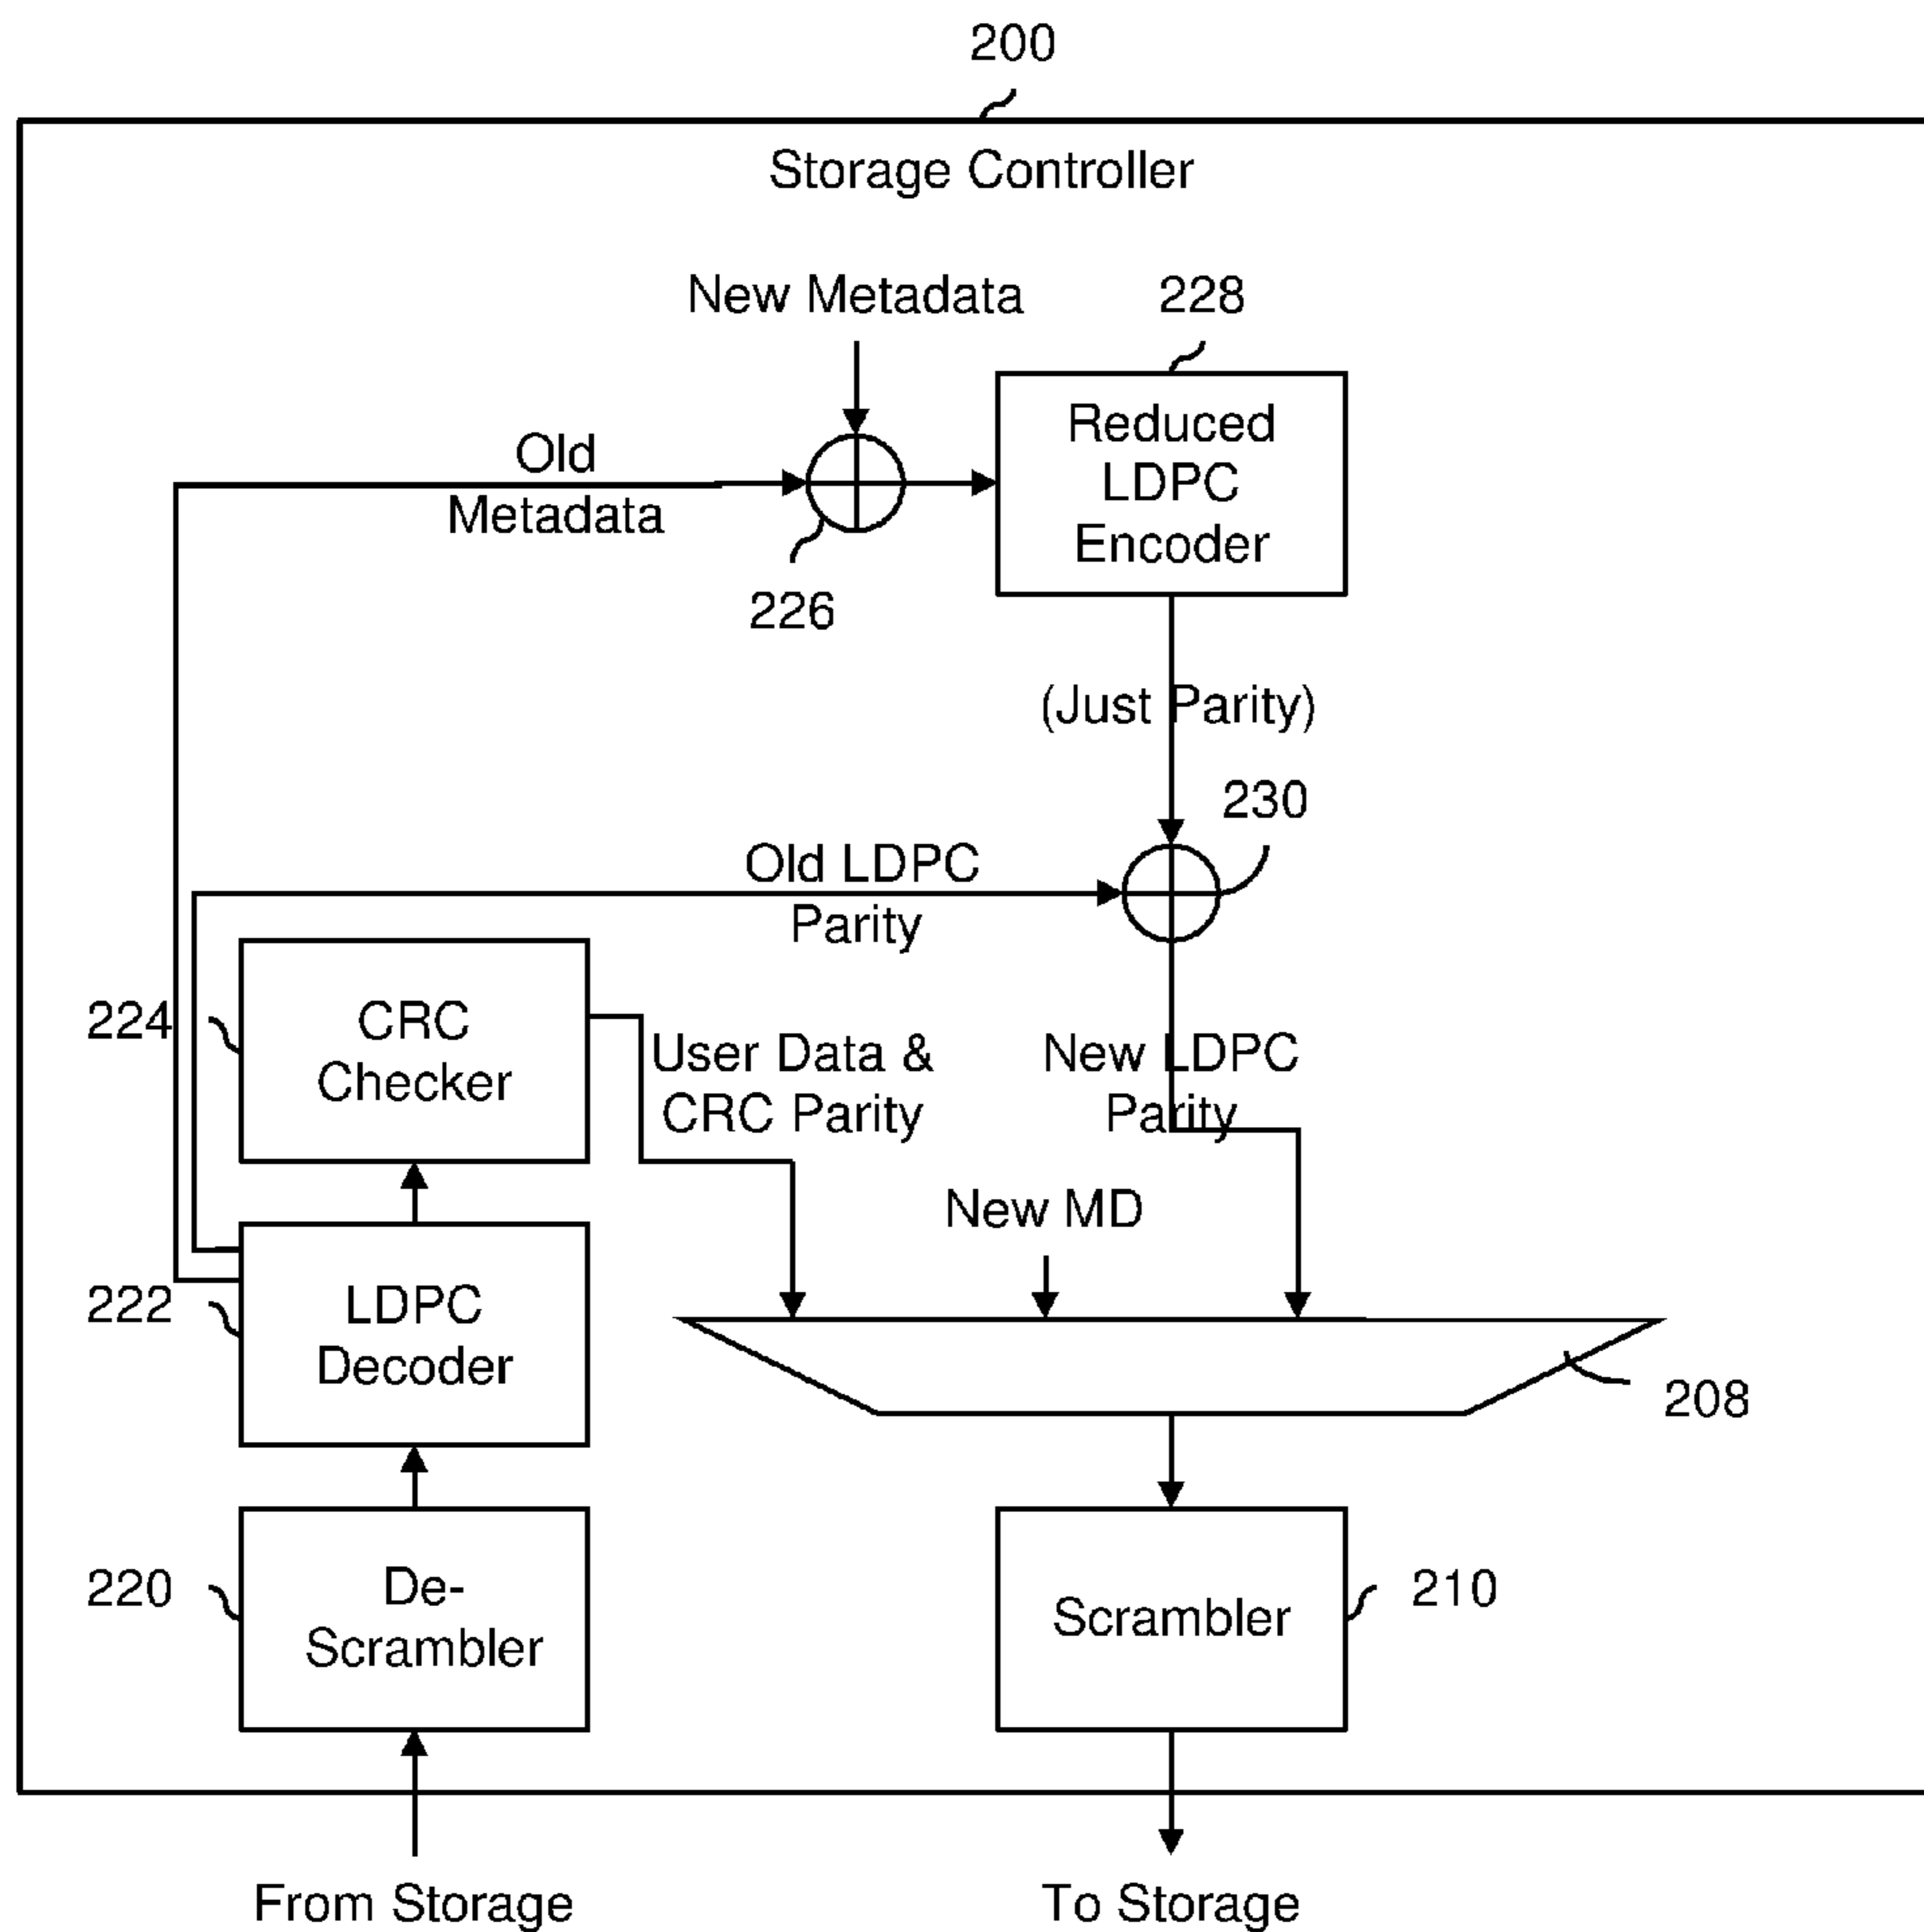 200
Storage Controller
New Metadata
228
Reduced
LDPC
Encoder
Old
Metadata
226
(Just Parity)
230
Old LDPC
Parity
224
CRC
Checker
User Data &
CRC Parity
New LDPC
Parity
New MD
222
LDPC
Decoder
208
220
De-
Scrambler
Scrambler
210
From Storage
To Storage